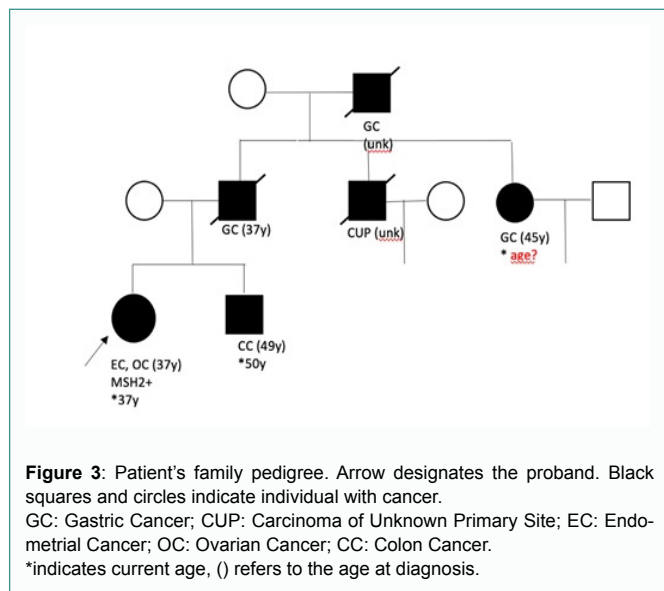 GC
(unk)
GC (37y)
CUP (unk)
GC (45y)
* age?
EC, OC (37y)
MSH2+
*37y
CC (49y)
*50y
Figure 3: Patient's family pedigree. Arrow designates the proband. Black
squares and circles indicate individual with cancer.
GC: Gastric Cancer; CUP: Carcinoma of Unknown Primary Site; EC: Endo-
metrial Cancer; OC: Ovarian Cancer; CC: Colon Cancer.
*indicates current age, () refers to the age at diagnosis.